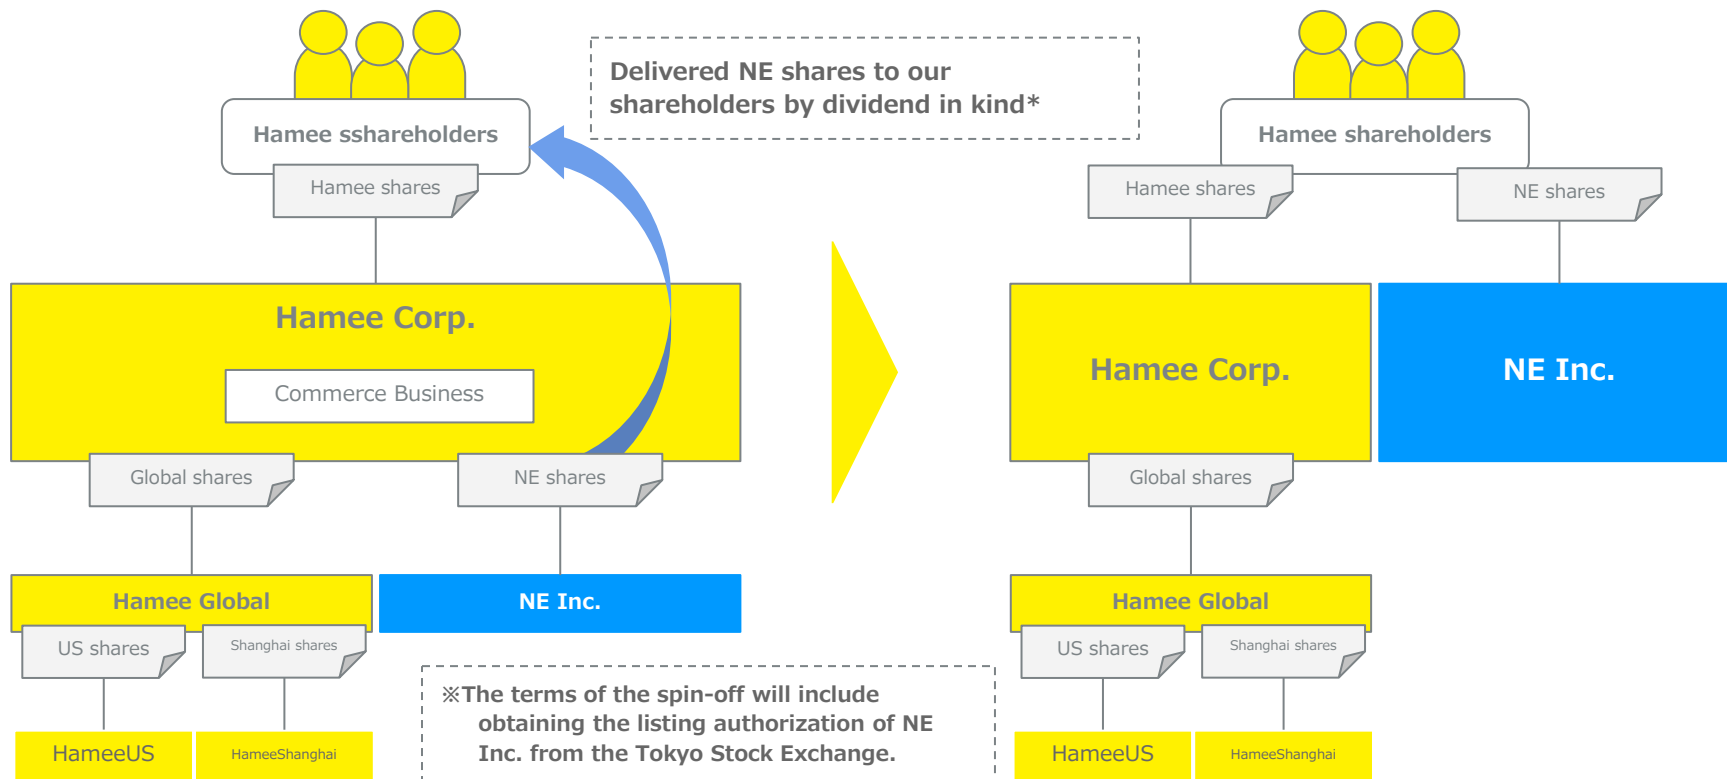 Delivered NE shares to our
shareholders by dividend in kind*
Hamee sshareholders
Hamee shares
Hamee Corp.
Commerce Business
Global shares
NE shares
Hamee Global
NE Inc.
US shares
Shanghai shares
HameeUS
HameeShanghai
※The terms of the spin-off will include
obtaining the listing authorization of NE
Inc. from the Tokyo Stock Exchange.
Hamee shareholders
Hamee shares
NE shares
Hamee Corp.
NE Inc.
Global shares
Hamee Global
US shares
Shanghai shares
HameeUS
HameeShanghai